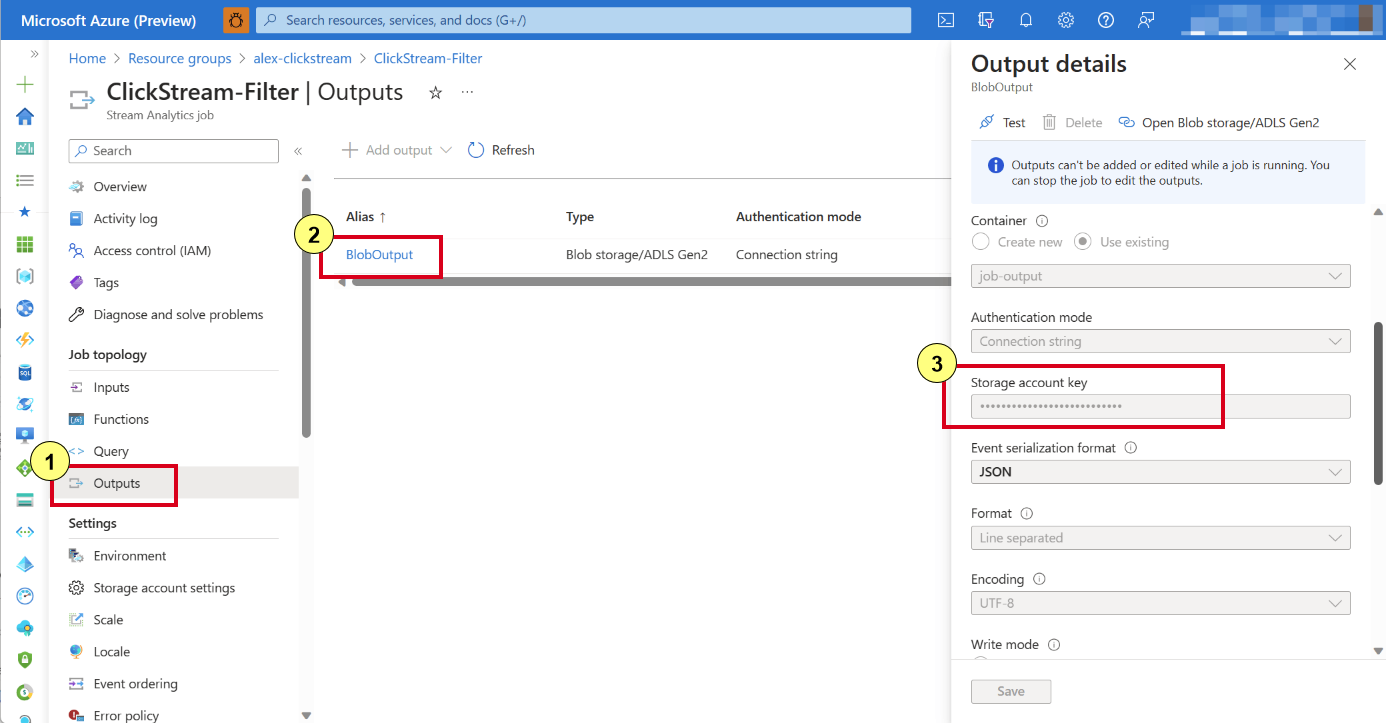 Microsoft Azure (Preview)
Search resources, services, and docs (G+/)
Home > Resource groups > alex-clickstream > ClickStream-Filter
ClickStream-Filter | Outputs
Stream Analytics job
Search
Add output
Refresh
Overview
Activity log
Access control (IAM)
Tags
Diagnose and solve problems
Job topology
Inputs
Functions
Query
1
Outputs
Settings
Environment
Storage account settings
Scale
Locale
Event ordering
Error policy
Alias ↑
Type
Authentication mode
2
BlobOutput
Blob storage/ADLS Gen2
Connection string
Output details
BlobOutput
Test
Delete
Open Blob storage/ADLS Gen2
Outputs can't be added or edited while a job is running. You
can stop the job to edit the outputs.
Container
Create new
Use existing
job-output
Authentication mode
Connection string
3
Storage account key
••••••••••••••••••••••••••••
Event serialization format
JSON
Format
Line separated
Encoding
UTF-8
Write mode
Save
SQL